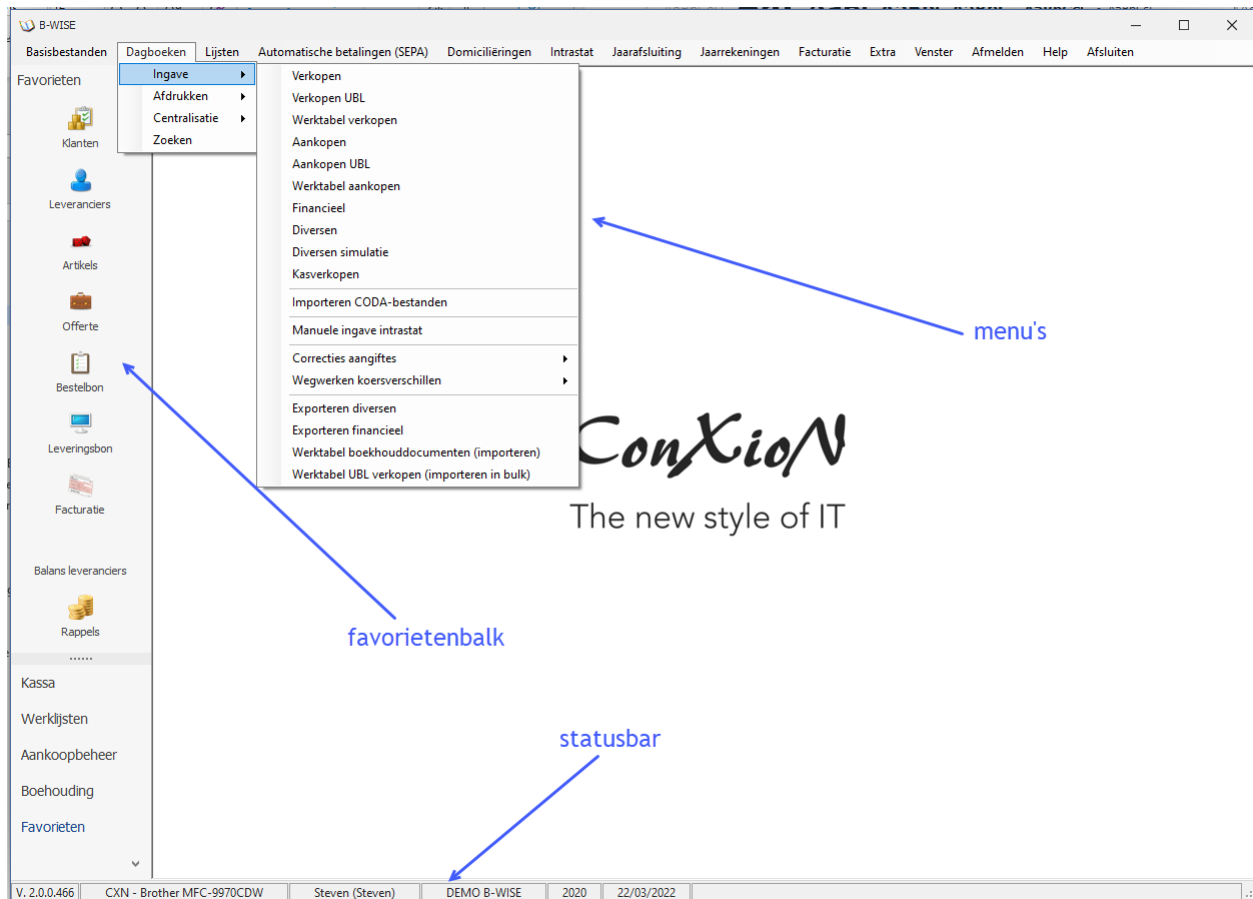 B-WISE
Basisbestanden Dagboeken Lijsten Automatische betalingen (SEPA) Domiciliëringen Intrastat Jaarafsluiting Jaarrekeningen Facturatie Extra Venster Afmelden Help Afsluiten
Favorieten
Klanten
Leveranciers
Artikels
Offerte
Bestelbon
Leveringsbon
Facturatie
Balans leveranciers
Rappels
Kassa
Werklijsten
Aankoopbeheer
Boehouding
Favorieten
Ingave
Afdrukken
Centralisatie
Zoeken
Verkopen
Verkopen UBL
Werktabel verkopen
Aankopen
Aankopen UBL
Werktabel aankopen
Financieel
Diversen
Diversen simulatie
Kasverkopen
Importeren CODA-bestanden
Manuele ingave intrastat
Correcties aangiftes
Wegwerken koersverschillen
Exporteren diversen
Exporteren financieel
Werktabel boekhouddocumenten (importeren)
Werktabel UBL verkopen (importeren in bulk)
menu's
ConXioN
The new style of IT
favorietenbalk
statusbar
V. 2.0.0.466 CXN - Brother MFC-9970CDW Steven (Steven) DEMO B-WISE 2020 22/03/2022